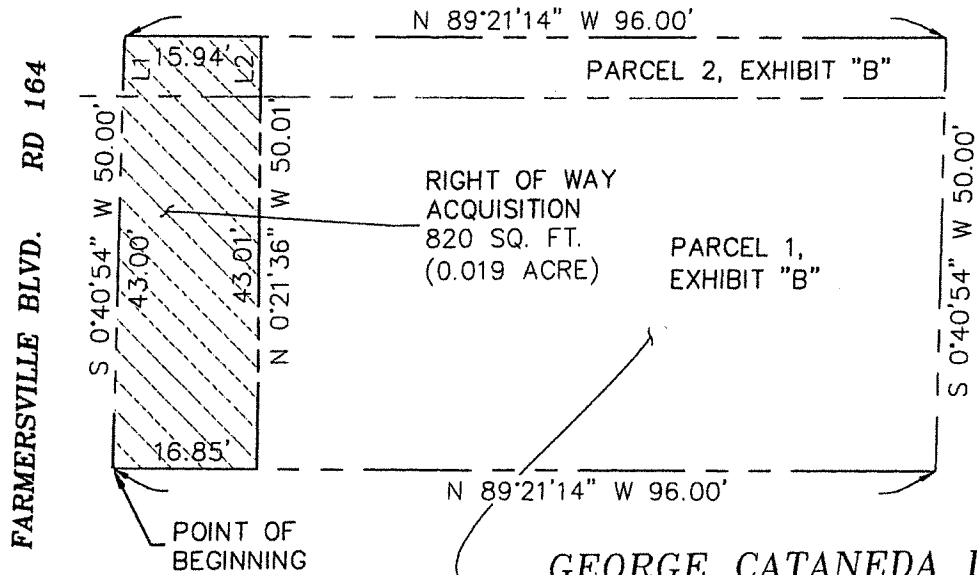 N 89°21'14" W 96.00'
L1
15.94'
L2
PARCEL 2, EXHIBIT "B"
FARMERSVILLE BLVD. RD 164
S 0°40'54" W 50.00'
43.00'
43.01'
N 0°21'36" W 50.01'
RIGHT OF WAY
ACQUISITION
820 SQ. FT.
(0.019 ACRE)
PARCEL 1,
EXHIBIT "B"
S 0°40'54" W 50.00'
16.85'
N 89°21'14" W 96.00'
POINT OF
BEGINNING
GEORGE CATANEDA